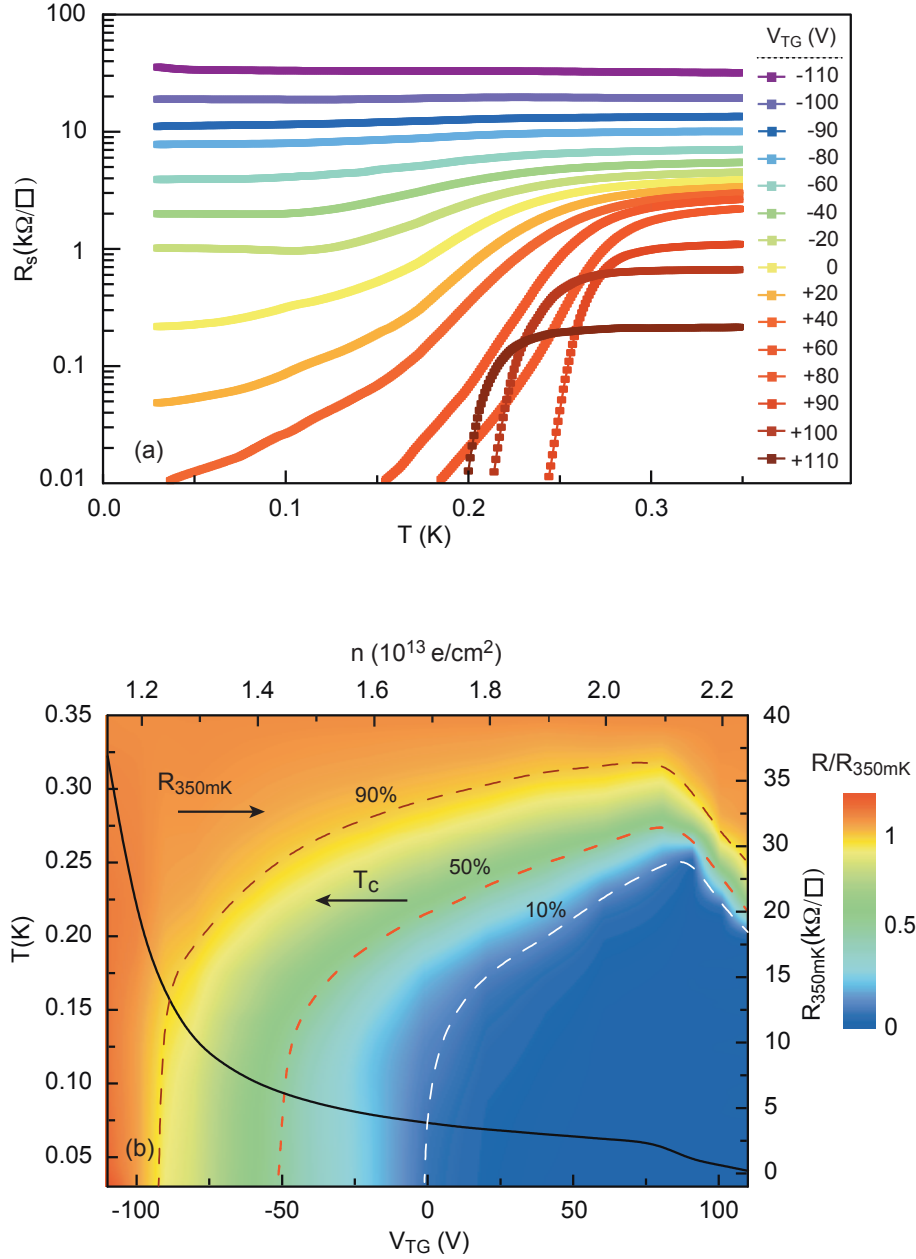 100
10
1
0.1
0.01
R_s(kΩ/□)
(a)
0.0 0.1 0.2 0.3
T (K)
V_TG (V)
-110
-100
-90
-80
-60
-40
-20
0
+20
+40
+60
+80
+90
+100
+110
n (10^13 e/cm^2)
1.2 1.4 1.6 1.8 2.0 2.2
0.35
0.30
0.25
0.20
0.15
0.10
0.05
T(K)
R_350mK
90%
T_C
50%
10%
(b)
40
35
30
25
20
15
10
5
0
R_350mK(kΩ/□)
R/R_350mK
1
0.5
0
-100 -50 0 50 100
V_TG (V)